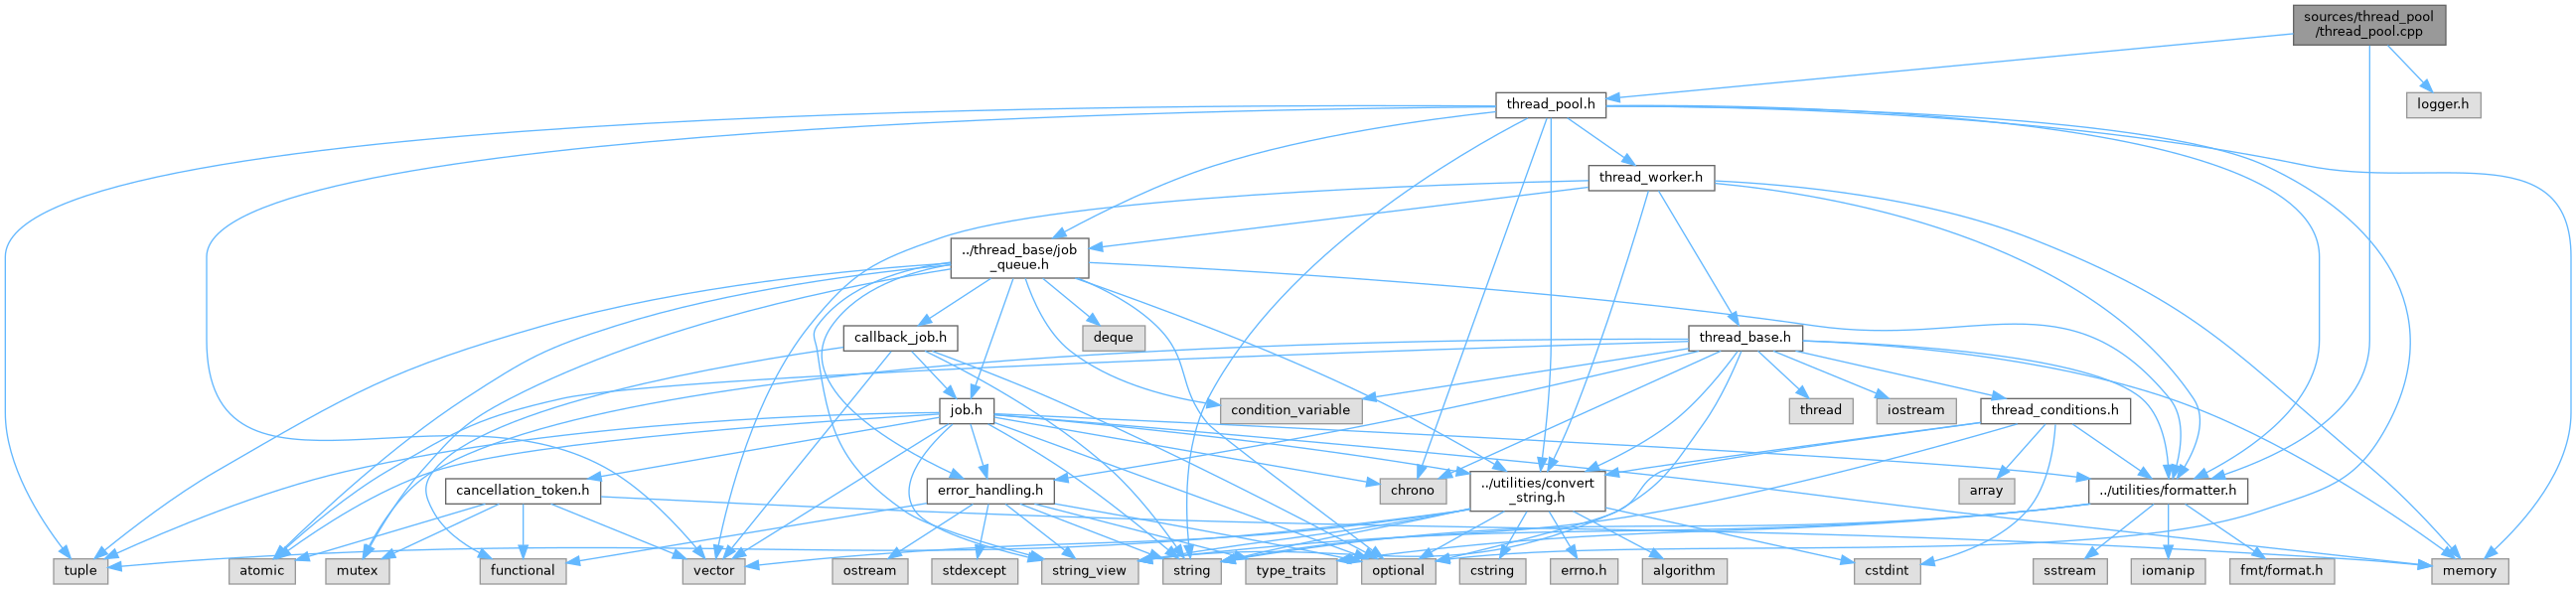 sources/thread_pool
/thread_pool.cpp
thread_pool.h
logger.h
thread_worker.h
../thread_base/job
_queue.h
callback_job.h
deque
thread_base.h
job.h
condition_variable
thread
iostream
thread_conditions.h
cancellation_token.h
error_handling.h
chrono
../utilities/convert
_string.h
array
../utilities/formatter.h
tuple
atomic
mutex
functional
vector
ostream
stdexcept
string_view
string
type_traits
optional
cstring
errno.h
algorithm
cstdint
sstream
iomanip
fmt/format.h
memory